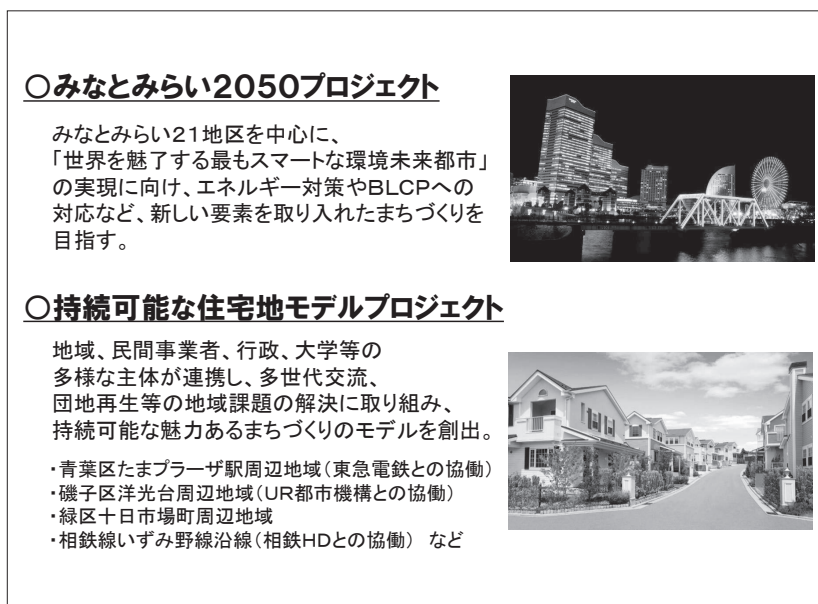 ○みなとみらい2050プロジェクト
みなとみらい21地区を中心に、
「世界を魅了する最もスマートな環境未来都市」
の実現に向け、エネルギー対策やBLCPへの
対応など、新しい要素を取り入れたまちづくりを
目指す。
○持続可能な住宅地モデルプロジェクト
地域、民間事業者、行政、大学等の
多様な主体が連携し、多世代交流、
団地再生等の地域課題の解決に取り組み、
持続可能な魅力あるまちづくりのモデルを創出。
・青葉区たまプラーザ駅周辺地域(東急電鉄との協働)
・磯子区洋光台周辺地域(UR都市機構との協働)
・緑区十日市場町周辺地域
・相鉄線いずみ野線沿線(相鉄HDとの協働) など